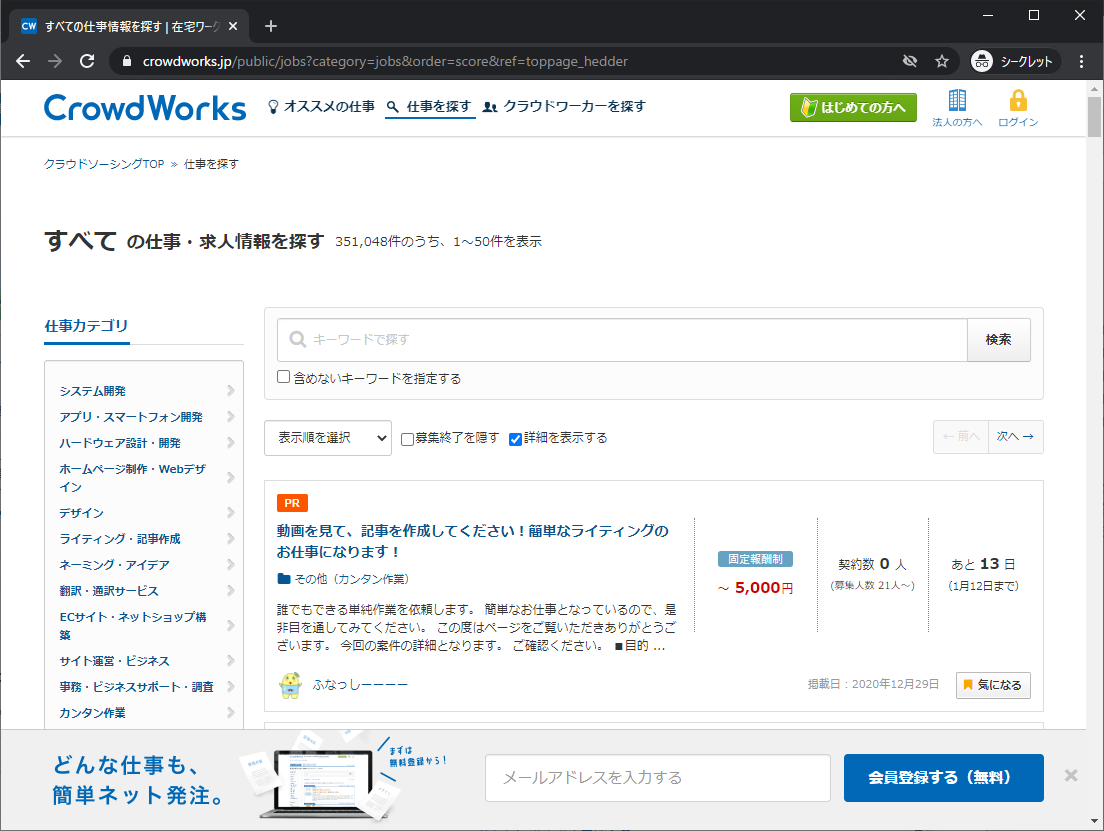 CW すべての仕事情報を探す | 在宅ワーク
crowdworks.jp/public/jobs?category=jobs&order=score&ref=toppage_hedder
シークレット
CrowdWorks
オススメの仕事 仕事を探す クラウドワーカーを探す
はじめての方へ
法人の方へ ログイン
クラウドソーシングTOP » 仕事を探す
すべて の仕事・求人情報を探す 351,048件のうち、1〜50件を表示
仕事カテゴリ
システム開発
アプリ・スマートフォン開発
ハードウェア設計・開発
ホームページ制作・Webデザ
イン
デザイン
ライティング・記事作成
ネーミング・アイデア
翻訳・通訳サービス
ECサイト・ネットショップ構
築
サイト運営・ビジネス
事務・ビジネスサポート・調査
カンタン作業
キーワードで探す
検索
含めないキーワードを指定する
表示順を選択 募集終了を隠す 詳細を表示する
← 前へ 次へ →
PR
動画を見て、記事を作成してください！簡単なライティングの
お仕事になります！
その他（カンタン作業）
誰でもできる単純作業を依頼します。 簡単なお仕事となっているので、是
非目を通してみてください。 この度はページをご覧いただきありがとうご
ざいます。 今回の案件の詳細となります。 ご確認ください。 ■目的 ...
固定報酬制
〜 5,000円
契約数 0 人
(募集人数 21人〜)
あと 13 日
(1月12日まで)
ふなっしーーーー
掲載日：2020年12月29日
気になる
どんな仕事も、
簡単ネット発注。
まずは
無料登録から！
メールアドレスを入力する
会員登録する（無料）